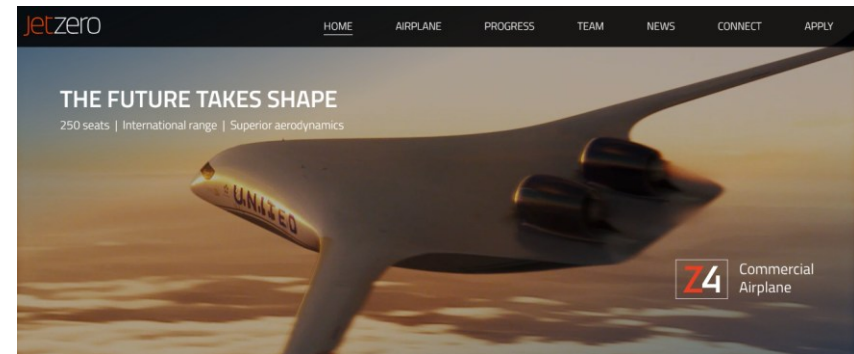 jetzero
HOME AIRPLANE PROGRESS TEAM NEWS CONNECT APPLY
THE FUTURE TAKES SHAPE
250 seats | International range | Superior aerodynamics
UNITED
Z4 Commercial
Airplane